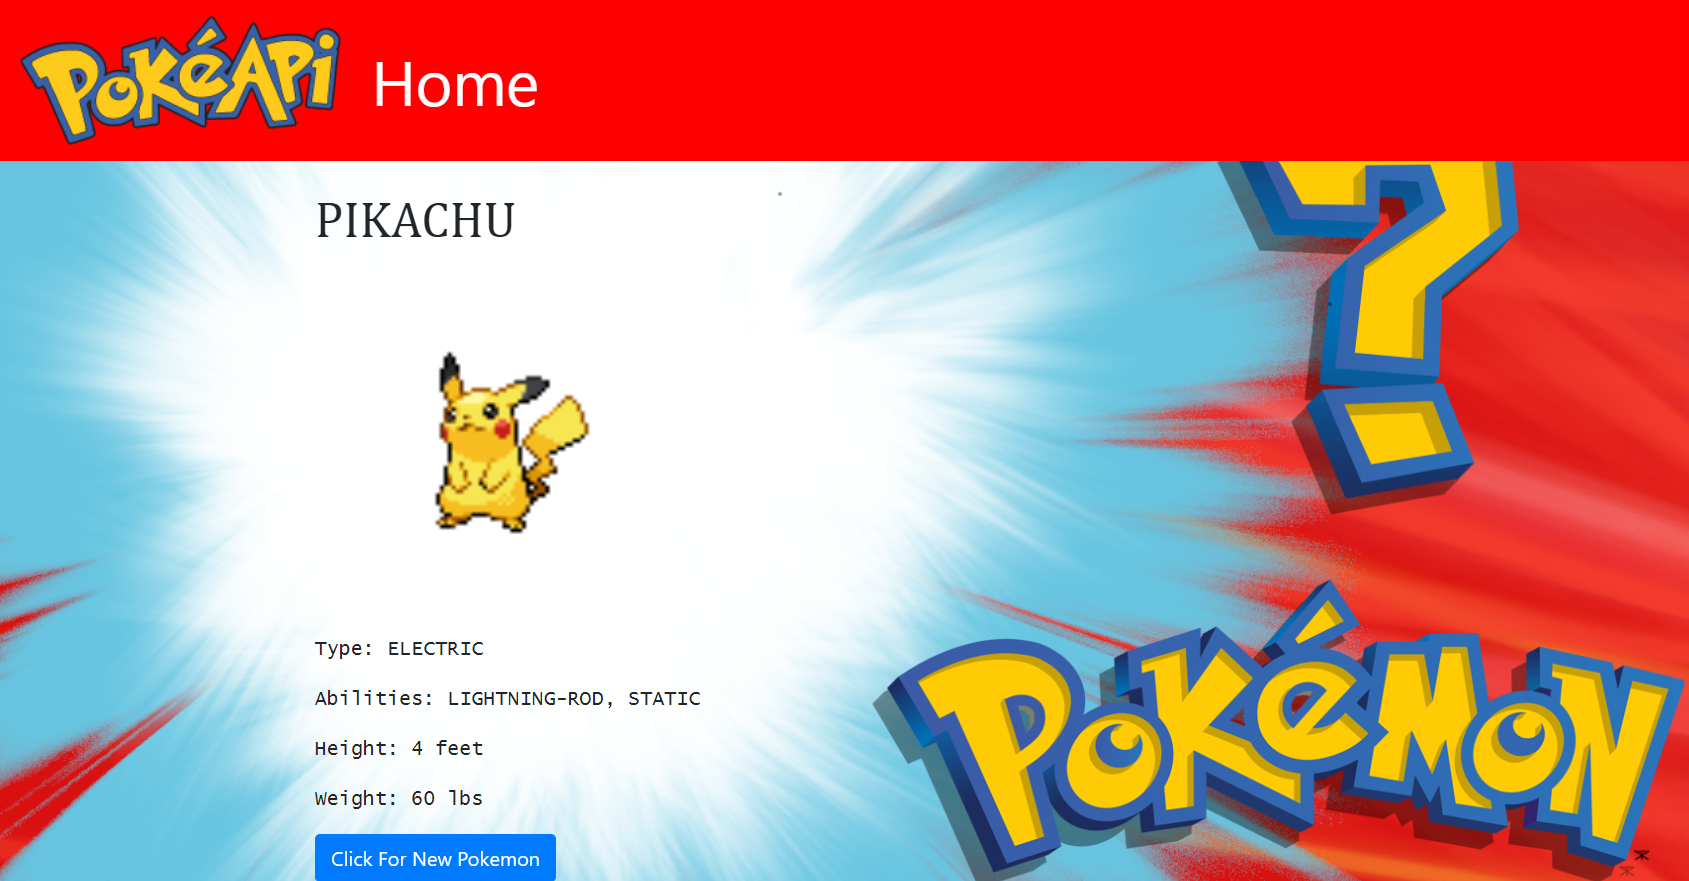 PokéApi
Home
PIKACHU
?
Type: ELECTRIC
Abilities: LIGHTNING-ROD, STATIC
Height: 4 feet
Weight: 60 lbs
Click For New Pokemon
POKéMON